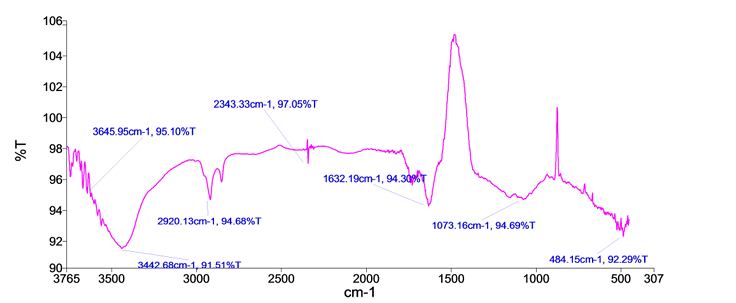 106
104
102
100
98
96
94
92
90
%T
3645.95cm-1, 95.10%T
2343.33cm-1, 97.05%T
1632.19cm-1, 94.30%T
2920.13cm-1, 94.68%T
1073.16cm-1, 94.69%T
3442.68cm-1, 91.51%T
484.15cm-1, 92.29%T
3765 3500 3000 2500 2000 1500 1000 500 307
cm-1